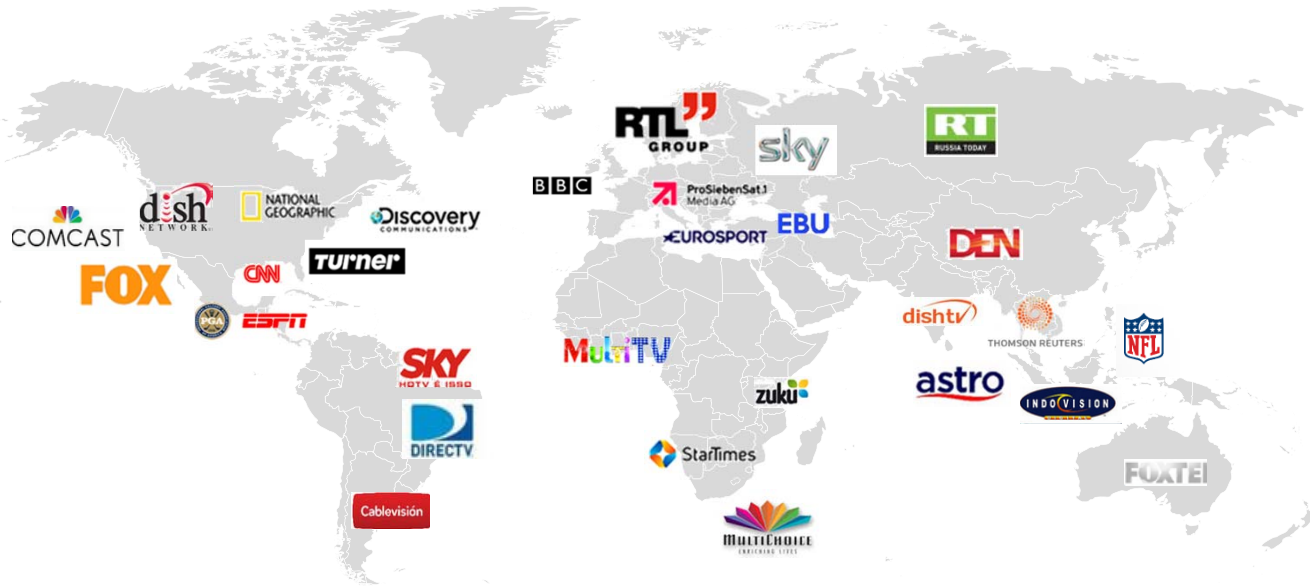 COMCAST
dish
NETWORK
NATIONAL
GEOGRAPHIC
Discovery
COMMUNICATIONS
FOX
CNN
turner
PGA
ESPN
SKY
HDTV É ISSO
DIRECTV
Cablevisión
RTL
GROUP
sky
BBC
ProSiebenSat.1
Media AG
EUROSPORT
EBU
RT
RUSSIA TODAY
DEN
MultiTV
zuku
StarTimes
MULTICHOICE
ENRICHING LIVES
dishtv
THOMSON REUTERS
NFL
astro
INDOVISION
FOXTEL